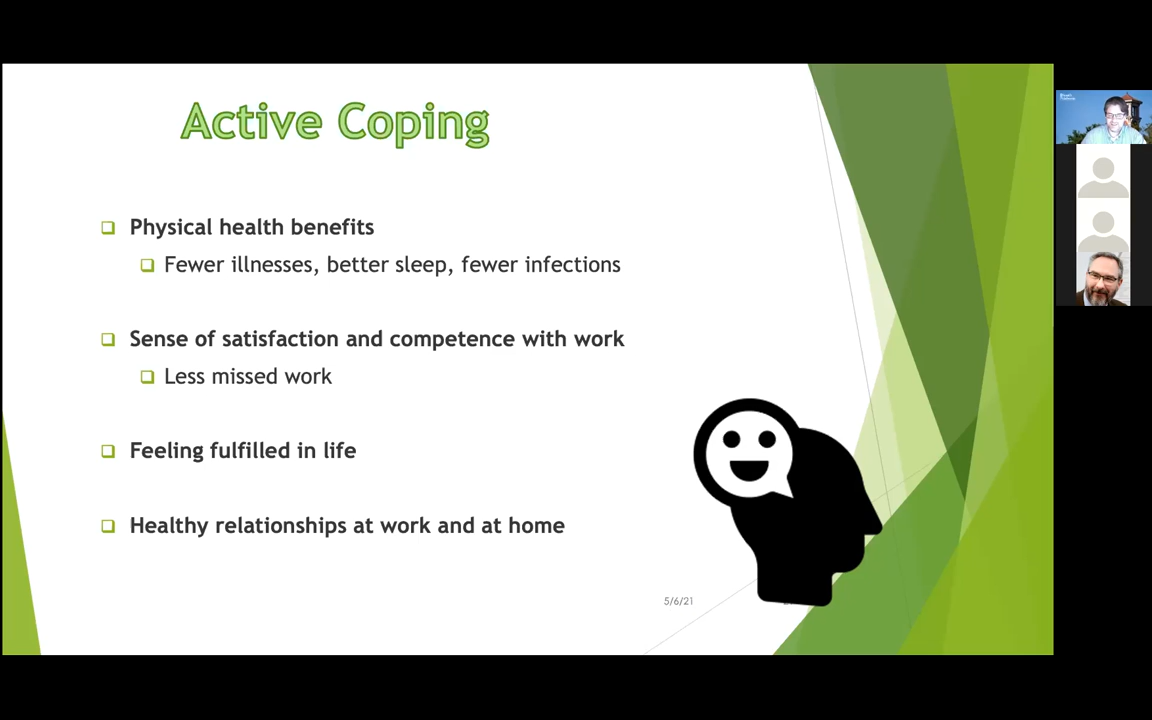 Active Coping
Physical health benefits
Fewer illnesses, better sleep, fewer infections
Sense of satisfaction and competence with work
Less missed work
Feeling fulfilled in life
Healthy relationships at work and at home
5/6/21